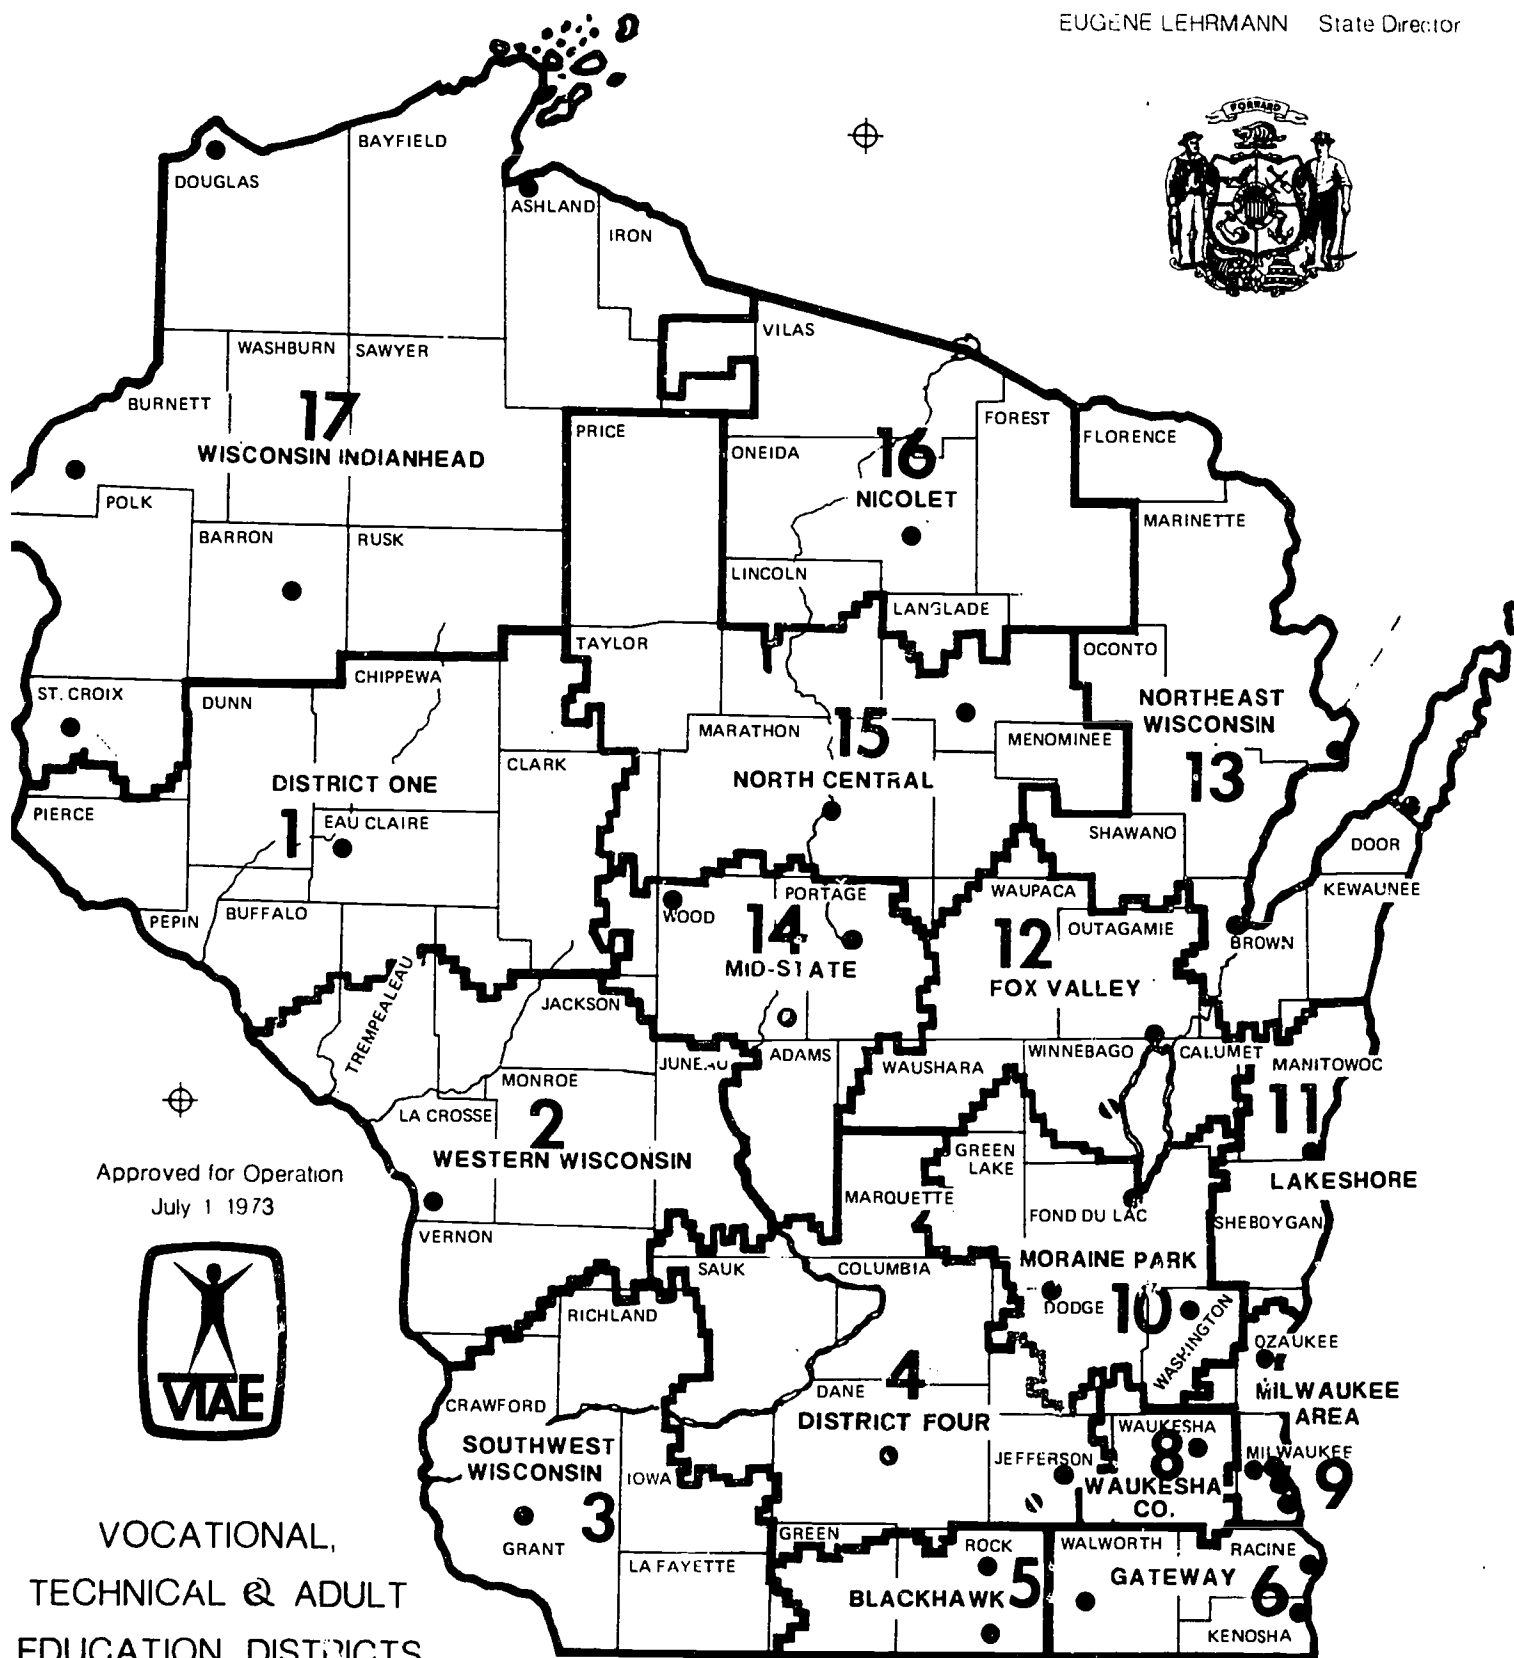 EUGENE LEHRMANN State Director
FORWARD
BAYFIELD
DOUGLAS
ASHLAND
IRON
VILAS
WASHBURN
SAWYER
BURNETT
17
WISCONSIN INDIANHEAD
PRICE
FOREST
FLORENCE
ONEIDA
16
NICOLET
POLK
MARINETTE
BARRON
RUSK
LINCOLN
LANGLADE
TAYLOR
OCONTO
CHIPPEWA
ST. CROIX
DUNN
NORTHEAST
WISCONSIN
13
MARATHON
15
NORTH CENTRAL
MENOMINEE
CLARK
DISTRICT ONE
1
PIERCE
EAU CLAIRE
SHAWANO
DOOR
KEWAUNEE
WAUPACA
PORTAGE
PEPIN
BUFFALO
WOOD
14
MID-STATE
12
FOX VALLEY
OUTAGAMIE
BROWN
TREMPEALEAU
JACKSON
JUNEAU
ADAMS
WAUSHARA
WINNEBAGO
CALUMET
MANITOWOC
11
LAKESHORE
MONROE
LA CROSSE
2
WESTERN WISCONSIN
GREEN
LAKE
MARQUETTE
FOND DU LAC
SHEBOYGAN
Approved for Operation
July 1 1973
VERNON
SAUK
COLUMBIA
MORAINE PARK
10
DODGE
WASHINGTON
OZAUKEE
RICHLAND
VTAE
CRAWFORD
DANE
4
DISTRICT FOUR
MILWAUKEE
AREA
SOUTHWEST
WISCONSIN
3
IOWA
JEFFERSON
WAUKESHA
8
WAUKESHA
CO.
MILWAUKEE
9
GRANT
LA FAYETTE
GREEN
ROCK
BLACKHAWK
5
WALWORTH
RACINE
GATEWAY
6
KENOSHA
VOCATIONAL,
TECHNICAL & ADULT
EDUCATION DISTRICTS